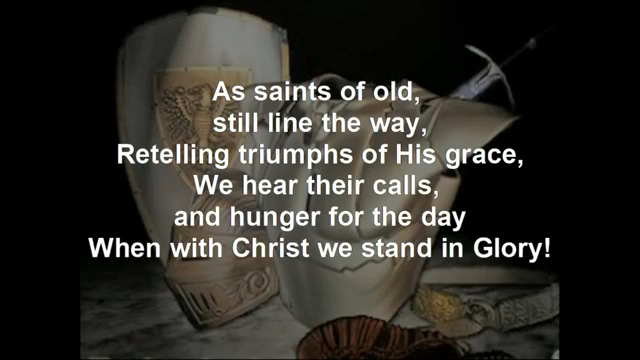 As saints of old,
still line the way,
Retelling triumphs of His grace,
We hear their calls,
and hunger for the day
When with Christ we stand in Glory!